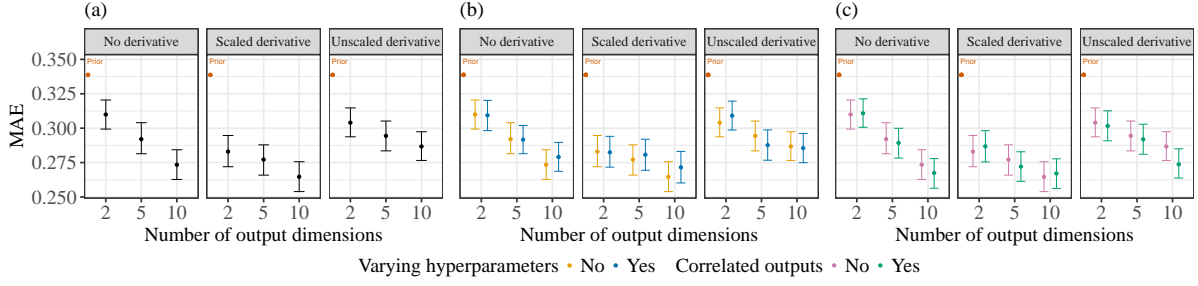 (a)
(b)
(c)
No derivative
Scaled derivative
Unscaled derivative
No derivative
Scaled derivative
Unscaled derivative
No derivative
Scaled derivative
Unscaled derivative
MAE
0.350
0.325
0.300
0.275
0.250
Prior
Prior
Prior
Prior
Prior
Prior
Prior
Prior
Prior
2 5 10
2 5 10
2 5 10
2 5 10
2 5 10
2 5 10
2 5 10
2 5 10
2 5 10
Number of output dimensions
Number of output dimensions
Number of output dimensions
Varying hyperparameters No Yes
Correlated outputs No Yes